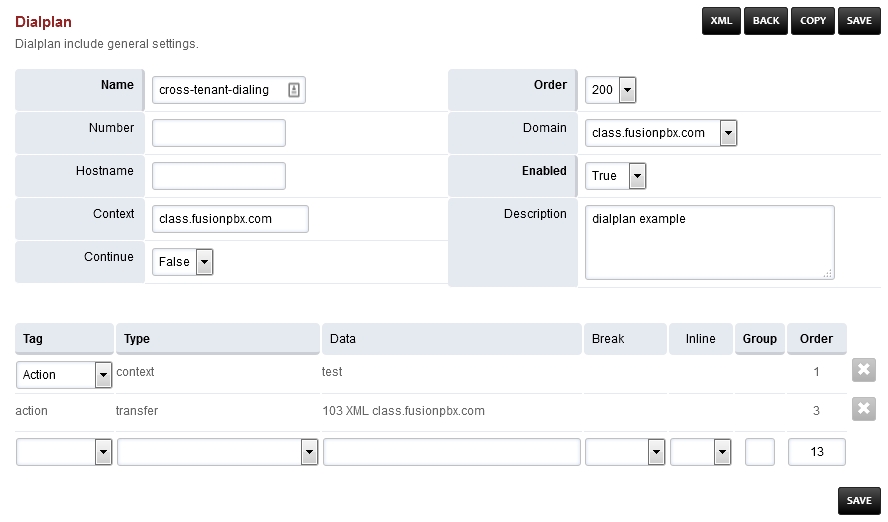 Dialplan
XML BACK COPY SAVE
Dialplan include general settings.
Name cross-tenant-dialing Order 200
Number Domain class.fusionpbx.com
Hostname Enabled True
Context class.fusionpbx.com Description dialplan example
Continue False
Tag Type Data Break Inline Group Order
Action context test 1
action transfer 103 XML class.fusionpbx.com 3
13
SAVE